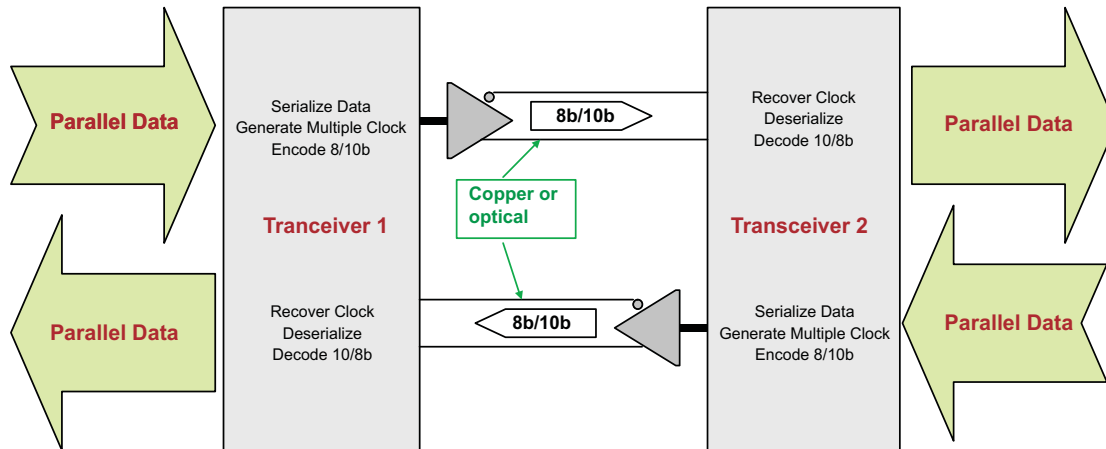 Parallel Data
Serialize Data
Generate Multiple Clock
Encode 8/10b
8b/10b
Recover Clock
Deserialize
Decode 10/8b
Parallel Data
Copper or
optical
Tranceiver 1
Transceiver 2
Parallel Data
Recover Clock
Deserialize
Decode 10/8b
8b/10b
Serialize Data
Generate Multiple Clock
Encode 8/10b
Parallel Data